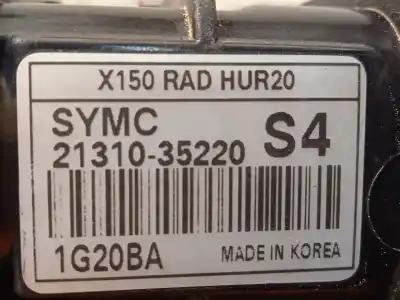 X150 RAD HUR20
SYMC
21310-35220 S4
1G20BA MADE IN KOREA